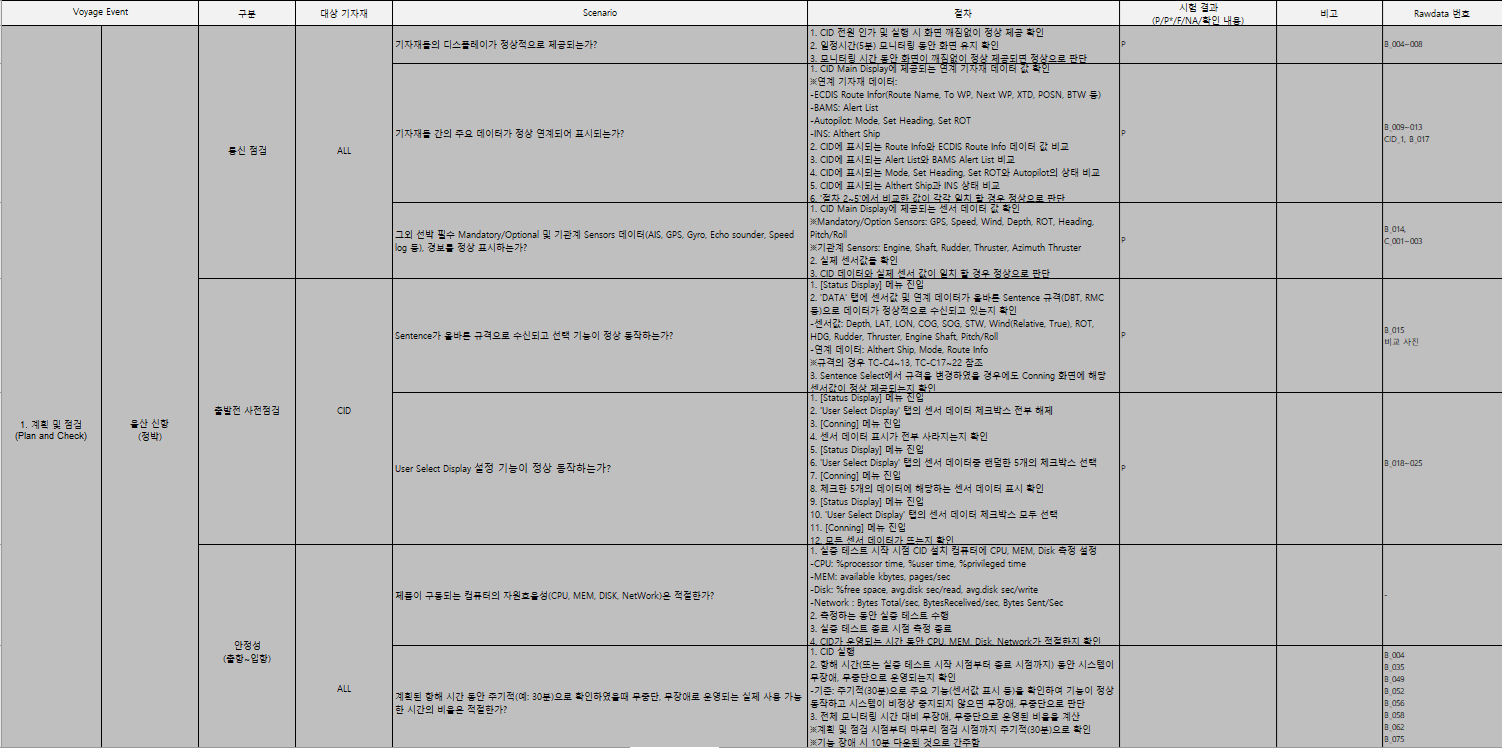 Voyage Event
구분
대상 기자재
Scenario
절차
시험 결과
(P/P*/F/NA/확인 내용)
비고
Rawdata 번호
1. 계획 및 점검
(Plan and Check)
울산 신항
(정박)
통신 점검
ALL
기자재들의 디스플레이가 정상적으로 제공되는가?
1. CID 전원 인가 및 실행 시 화면 깨짐없이 정상 제공 확인
2. 일정시간(5분) 모니터링 동안 화면 유지 확인
3. 모니터링 시간 동안 화면이 깨짐없이 정상 제공되면 정상으로 판단
P
B_004~008
기자재들 간의 주요 데이터가 정상 연계되어 표시되는가?
1. CID Main Display에 제공되는 연계 기자재 데이터 값 확인
※연계 기자재 데이터:
-ECDIS Route Infor(Route Name, To WP, Next WP, XTD, POSN, BTW 등)
-BAMS: Alert List
-Autopilot: Mode, Set Heading, Set ROT
-INS: Althert Ship
2. CID에 표시되는 Route Info와 ECDIS Route Info 데이터 값 비교
3. CID에 표시되는 Alert List와 BAMS Alert List 비교
4. CID에 표시되는 Mode, Set Heading, Set ROT와 Autopilot의 상태 비교
5. CID에 표시되는 Althert Ship과 INS 상태 비교
6. '절차 2~5'에서 비교한 값이 각각 일치 할 경우 정상으로 판단
P
B_009~013
CID_1, B_017
그외 선박 필수 Mandatory/Optional 및 기관계 Sensors 데이터(AIS, GPS, Gyro, Echo sounder, Speed
log 등), 경보를 정상 표시하는가?
1. CID Main Display에 제공되는 센서 데이터 값 확인
※Mandatory/Option Sensors: GPS, Speed, Wind, Depth, ROT, Heading,
Pitch/Roll
※기관계 Sensors: Engine, Shaft, Rudder, Thruster, Azimuth Thruster
2. 실제 센서값들 확인
3. CID 데이터와 실제 센서 값이 일치 할 경우 정상으로 판단
P
B_014,
C_001~003
출발전 사전점검
CID
Sentence가 올바른 규격으로 수신되고 선택 기능이 정상 동작하는가?
1. [Status Display] 메뉴 진입
2. 'DATA' 탭에 센서값 및 연계 데이터가 올바른 Sentence 규격(DBT, RMC
등)으로 데이터가 정상적으로 수신되고 있는지 확인
-센서값: Depth, LAT, LON, COG, SOG, STW, Wind(Relative, True), ROT,
HDG, Rudder, Thruster, Engine Shaft, Pitch/Roll
-연계 데이터: Althert Ship, Mode, Route Info
※규격의 경우 TC-C4~13, TC-C17~22 참조
3. Sentence Select에서 규격을 변경하였을 경우에도 Conning 화면에 해당
센서값이 정상 제공되는지 확인
P
B_015
비교 사진
User Select Display 설정 기능이 정상 동작하는가?
1. [Status Display] 메뉴 진입
2. 'User Select Display' 탭의 센서 데이터 체크박스 전부 해제
3. [Conning] 메뉴 진입
4. 센서 데이터 표시가 전부 사라지는지 확인
5. [Status Display] 메뉴 진입
6. 'User Select Display' 탭의 센서 데이터중 랜덤한 5개의 체크박스 선택
7. [Conning] 메뉴 진입
8. 체크한 5개의 데이터에 해당하는 센서 데이터 표시 확인
9. [Status Display] 메뉴 진입
10. 'User Select Display' 탭의 센서 데이터 체크박스 모두 선택
11. [Conning] 메뉴 진입
12. 모든 센서 데이터가 뜨는지 확인
P
B_018~025
안정성
(출항~입항)
ALL
제품이 구동되는 컴퓨터의 자원효율성(CPU, MEM, DISK, NetWork)은 적절한가?
1. 실증 테스트 시작 시점 CID 설치 컴퓨터에 CPU, MEM, Disk 측정 설정
-CPU: %processor time, %user time, %privileged time
-MEM: available kbytes, pages/sec
-Disk: %free space, avg.disk sec/read, avg.disk sec/write
-Network : Bytes Total/sec, BytesRecelived/sec, Bytes Sent/Sec
2. 측정하는 동안 실증 테스트 수행
3. 실증 테스트 종료 시점 측정 종료
4. CID가 운영되는 시간 동안 CPU, MEM, Disk, Network가 적절한지 확인
-
계획된 항해 시간 동안 주기적(예: 30분)으로 확인하였을때 무중단, 무장애로 운영되는 실제 사용 가능
한 시간의 비율은 적절한가?
1. CID 실행
2. 항해 시간(또는 실증 테스트 시작 시점부터 종료 시점까지) 동안 시스템이
무장애, 무중단으로 운영되는지 확인
-기준: 주기적(30분)으로 주요 기능(센서값 표시 등)을 확인하여 기능이 정상
동작하고 시스템이 비정상 중지되지 않으면 무장애, 무중단으로 판단
3. 전체 모니터링 시간 대비 무장애, 무중단으로 운영된 비율을 계산
※계획 및 점검 시점부터 마무리 점검 시점까지 주기적(30분)으로 확인
※기능 장애 시 10분 다운된 것으로 간주함
B_004
B_035
B_049
B_052
B_056
B_058
B_062
B_075